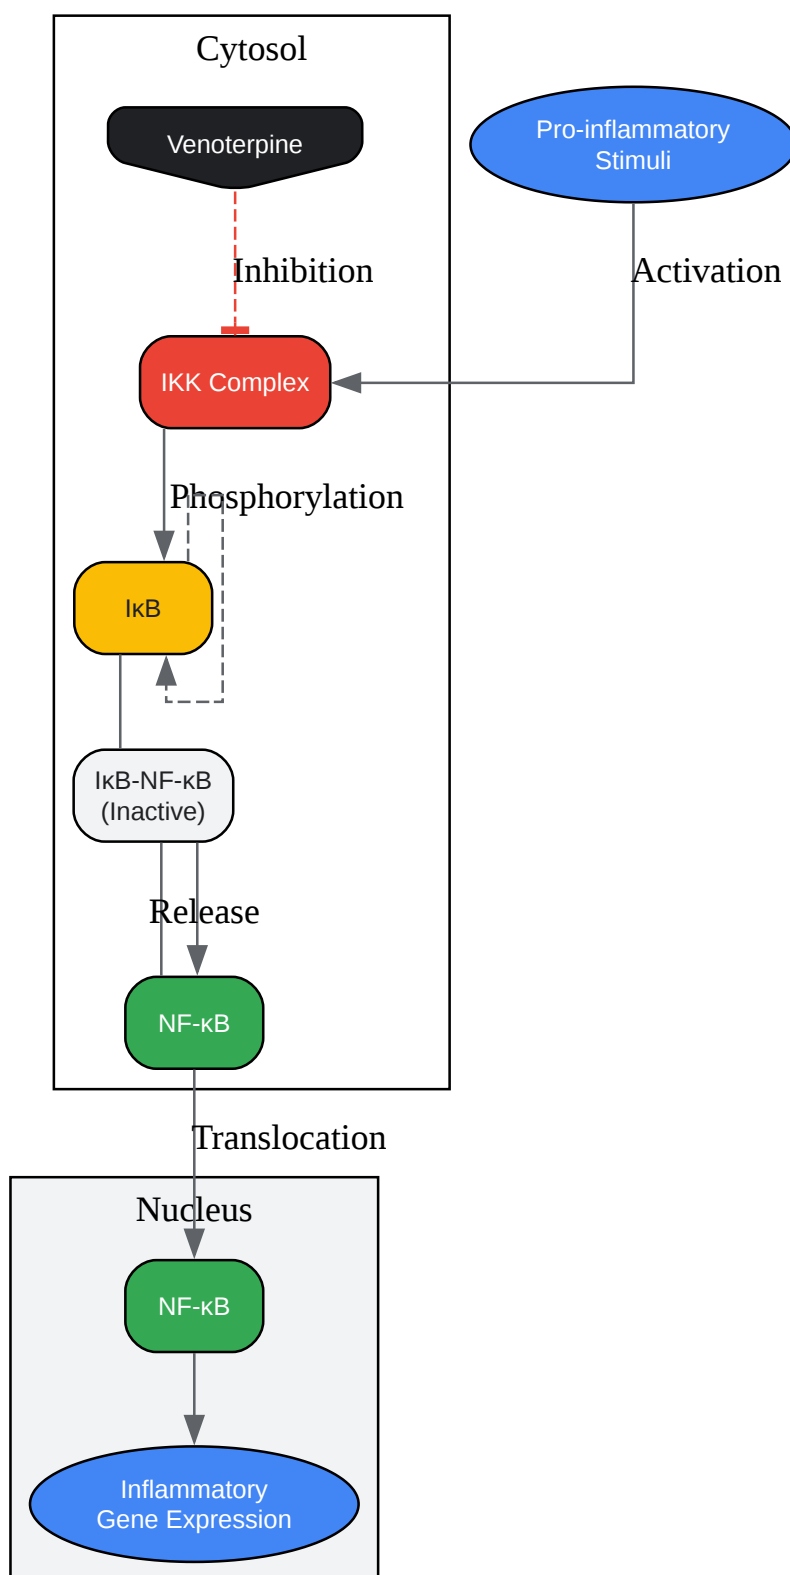 Cytosol
Venoterpine
Pro-inflammatory
Stimuli
Inhibition
Activation
IKK Complex
Phosphorylation
IκB
IκB-NF-κB
(Inactive)
Release
NF-κB
Translocation
Nucleus
NF-κB
Inflammatory
Gene Expression